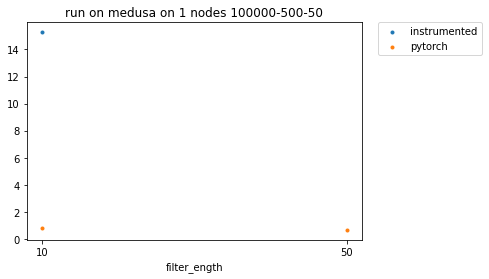 run on medusa on 1 nodes 100000-500-50
instrumented
pytorch
14
12
10
8
6
4
2
0
10
50
filter_ength